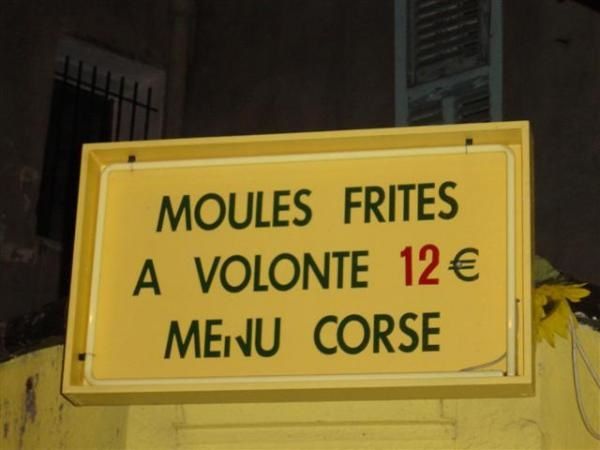 MOULES FRITES
A VOLONTE 12 €
MENU CORSE